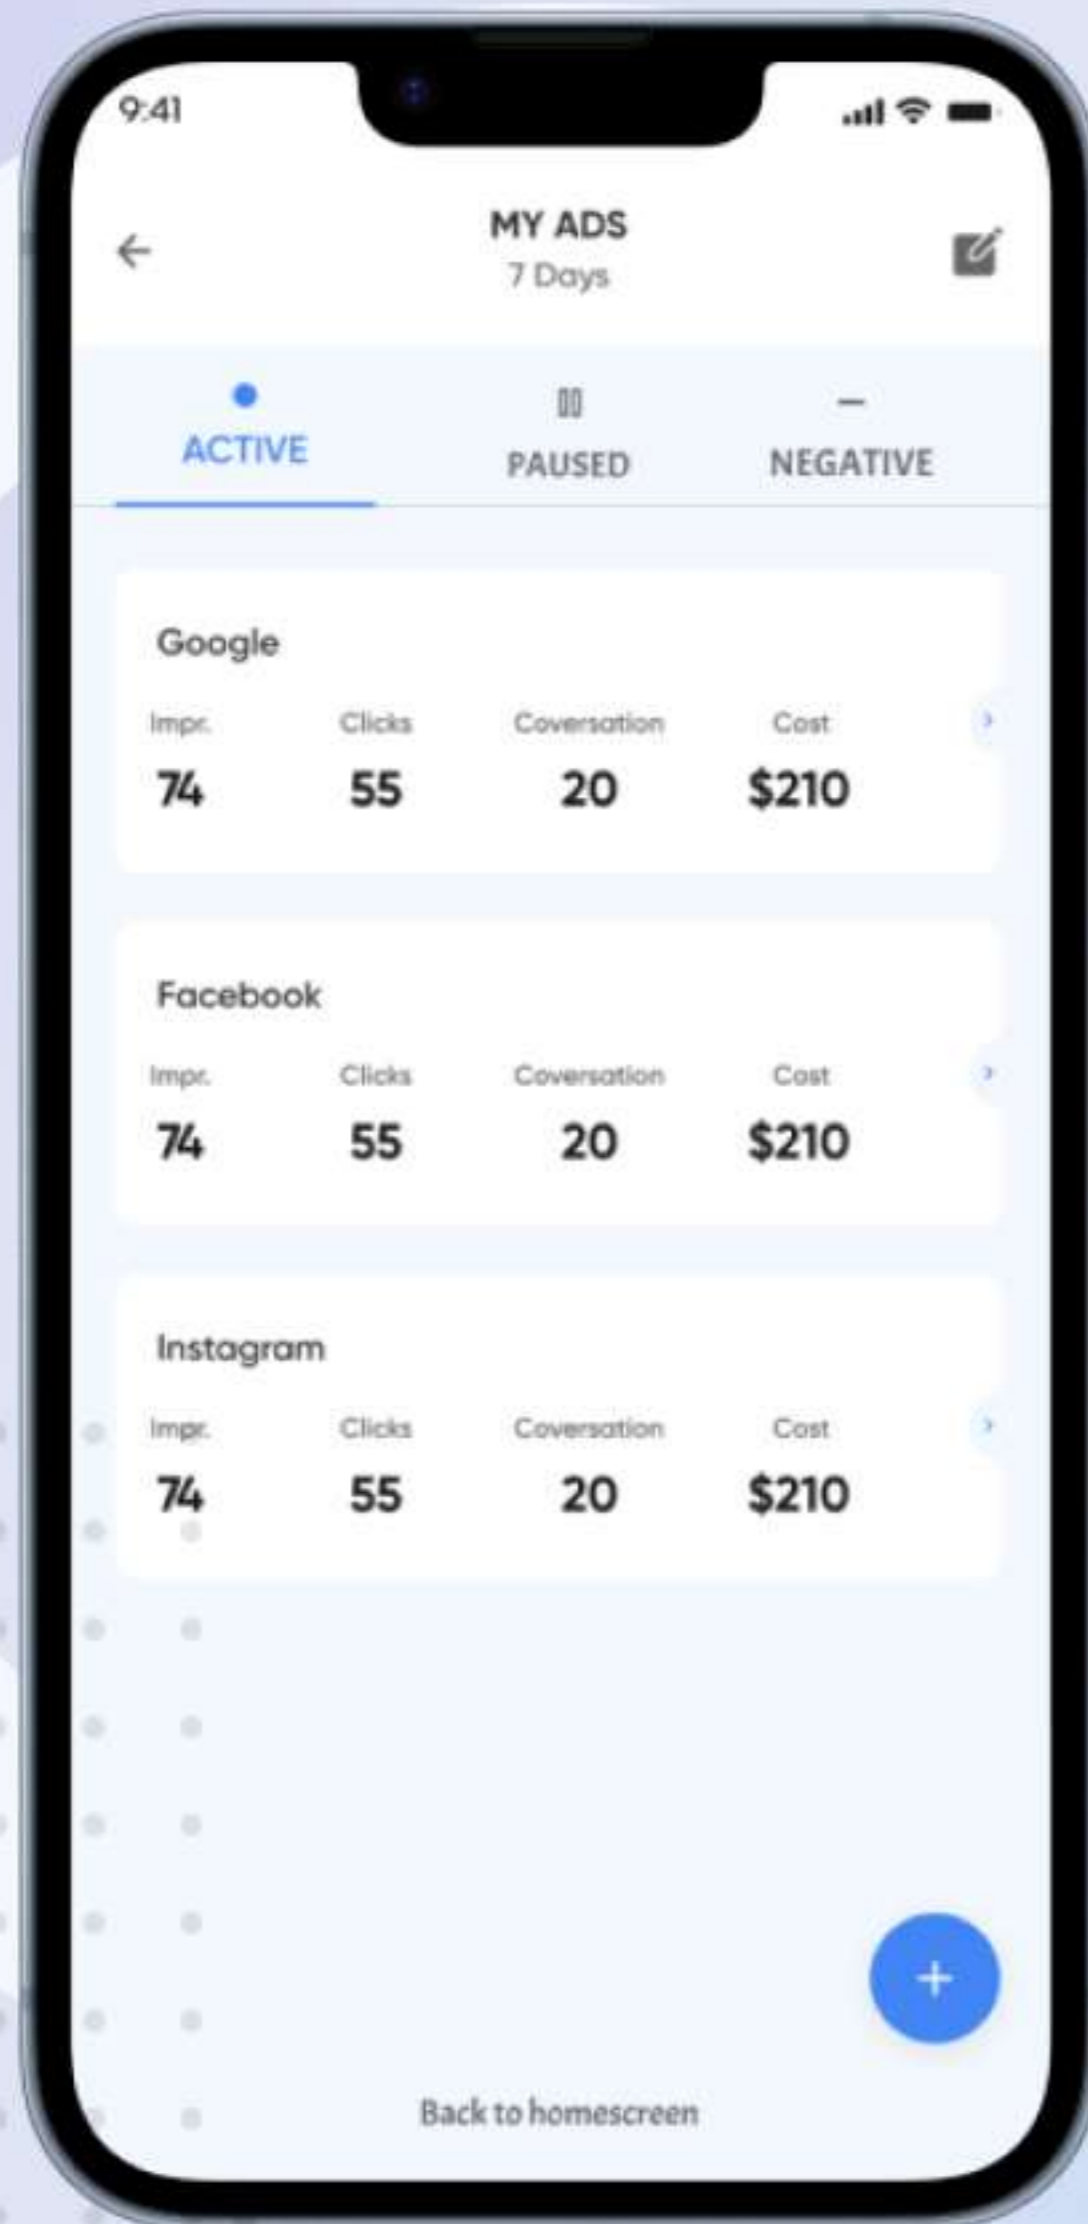 9:41
MY ADS
7 Days
ACTIVE
PAUSED
NEGATIVE
Google
Impr. Clicks Coversation Cost
74 55 20 $210
Facebook
Impr. Clicks Coversation Cost
74 55 20 $210
Instagram
Impr. Clicks Coversation Cost
74 55 20 $210
+
Back to homescreen